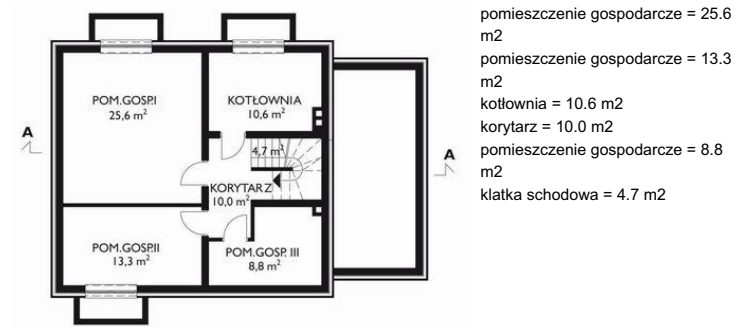 POM.GOSP.I
25,6 m²
KOTŁOWNIA
10,6 m²
A
4,7 m²
A
KORYTARZ
10,0 m²
POM.GOSP.II
13,3 m²
POM.GOSP. III
8,8 m²
pomieszczenie gospodarcze = 25.6
m2
pomieszczenie gospodarcze = 13.3
m2
kotłownia = 10.6 m2
korytarz = 10.0 m2
pomieszczenie gospodarcze = 8.8
m2
klatka schodowa = 4.7 m2